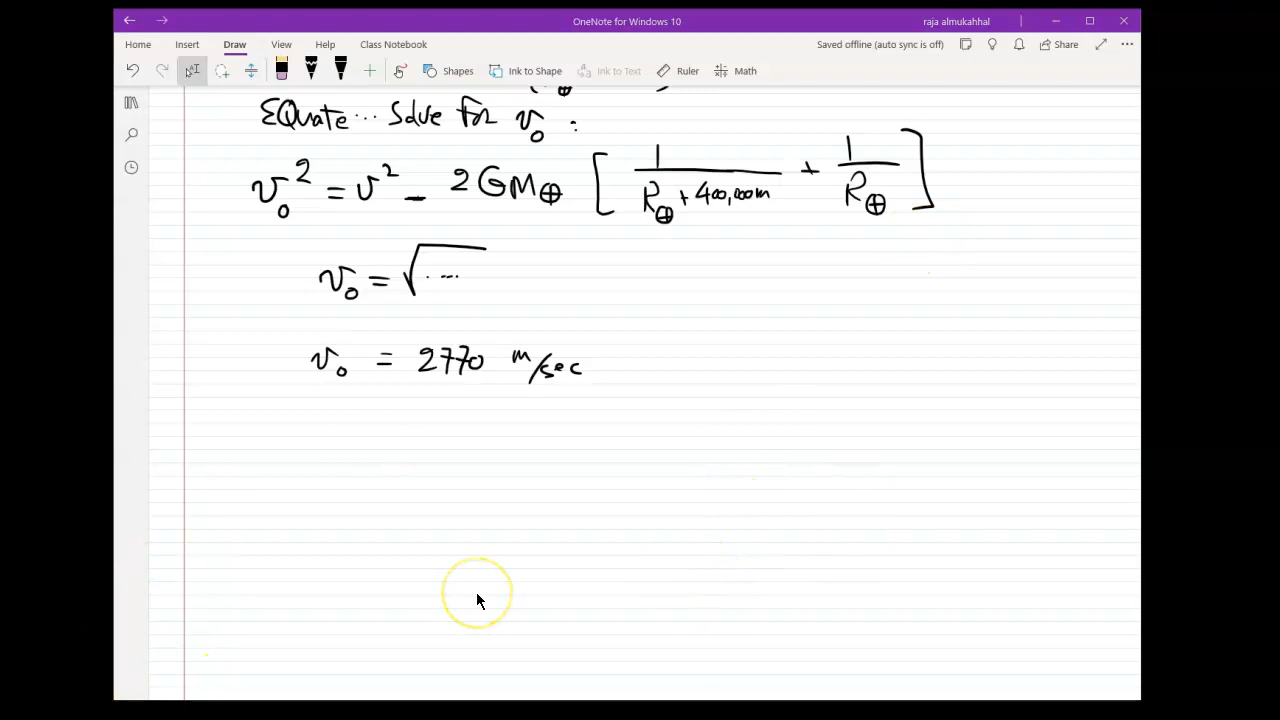 OneNote for Windows 10
raja almukahhal
Home Insert Draw View Help Class Notebook
Saved offline (auto sync is off)
Share
Shapes
Ink to Shape
Ink to Text
Ruler
Math
EQuate ... Solve For v₀ :
v₀² = v² - 2GM⊕ [ 1/(R⊕ + 400,000m) + 1/R⊕ ]
v₀ = √. ...
v₀ = 2770 m/sec